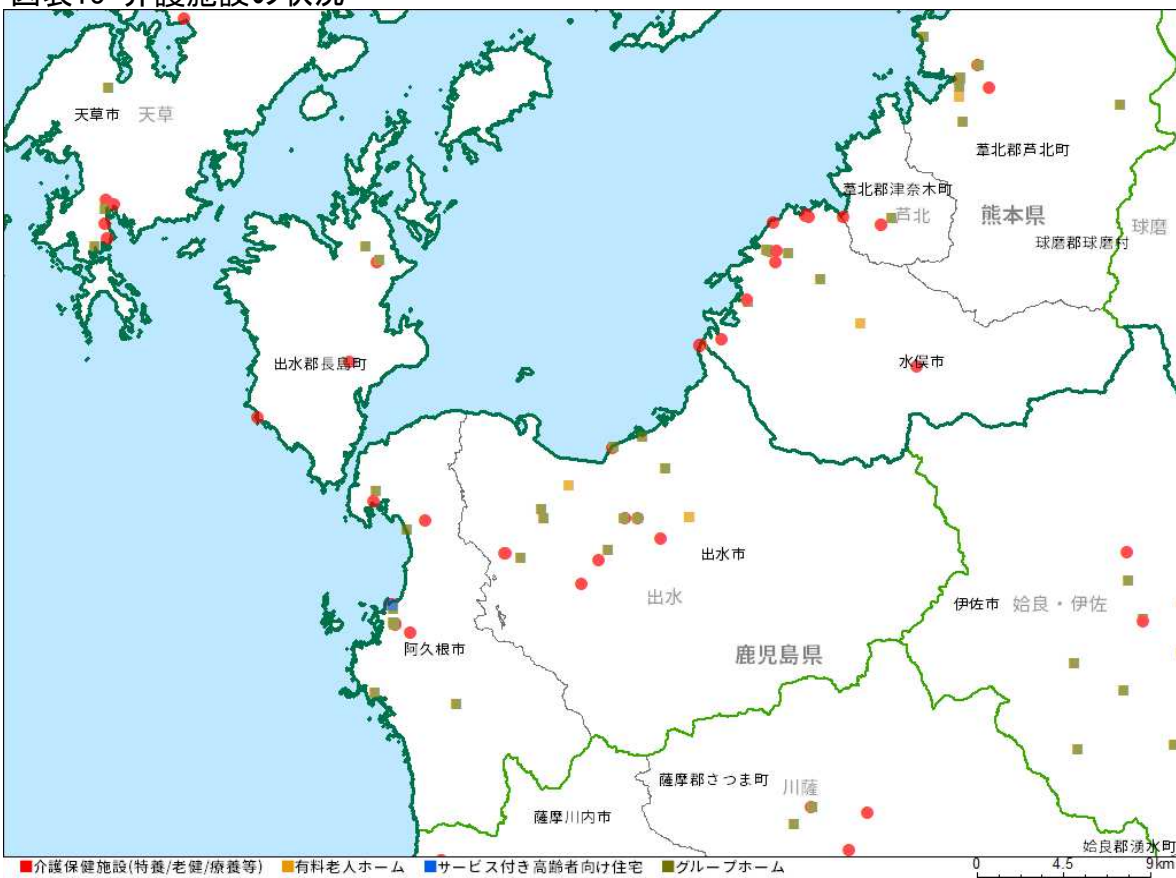 天草市 天草
葦北郡芦北町
葦北郡津奈木町
芦北
熊本県
球磨
球磨郡球磨村
出水郡長島町
水俣市
出水市
伊佐市
姶良・伊佐
出水
阿久根市
鹿児島県
薩摩郡さつま町
川薩
薩摩川内市
姶良郡湧水町
■介護保健施設(特養/老健/療養等) ■有料老人ホーム ■サービス付き高齢者向け住宅 ■グループホーム
0 4.5 9km